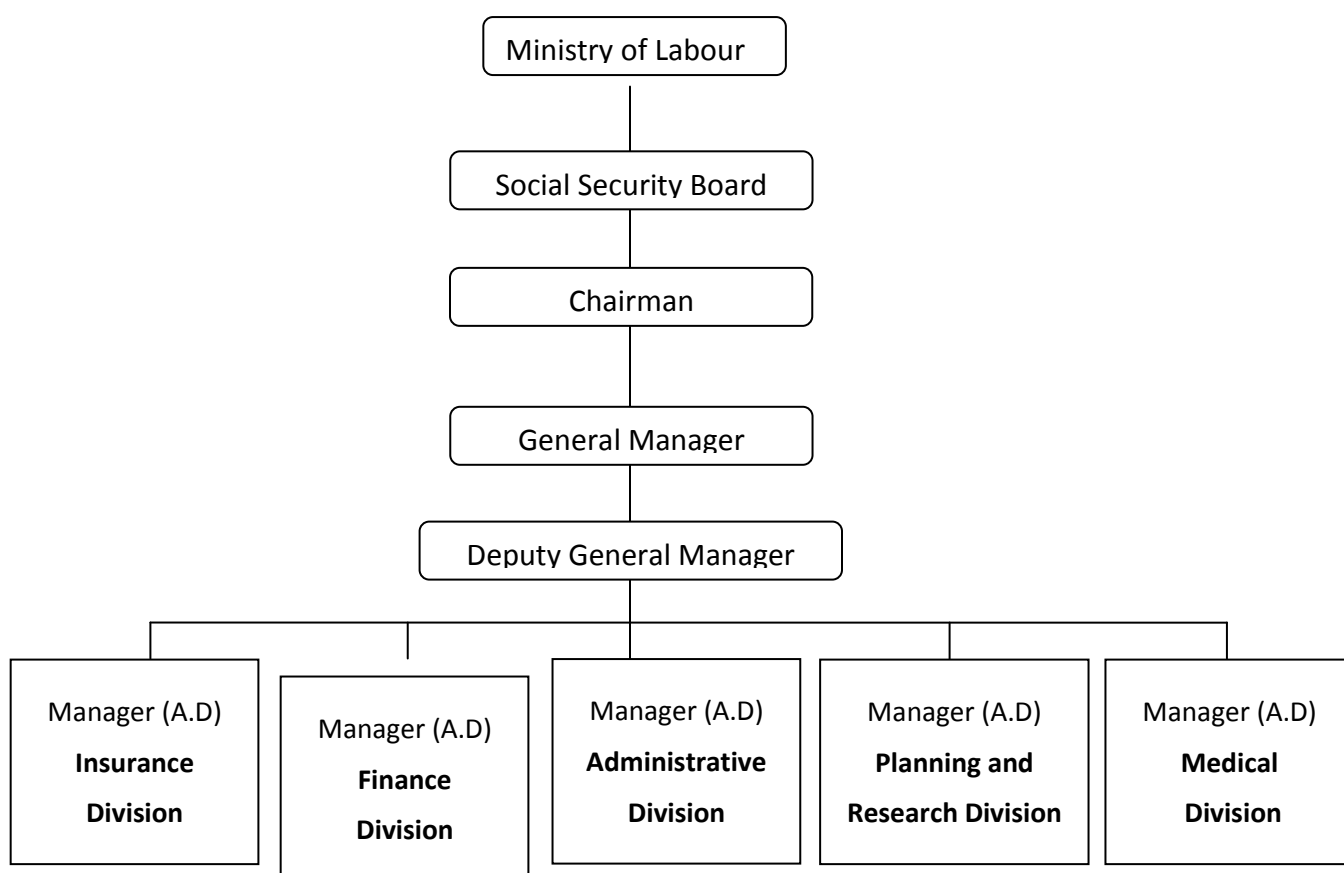 Ministry of Labour
Social Security Board
Chairman
General Manager
Deputy General Manager
Manager (A.D)
Insurance
Division
Manager (A.D)
Finance
Division
Manager (A.D)
Administrative
Division
Manager (A.D)
Planning and
Research Division
Manager (A.D)
Medical
Division